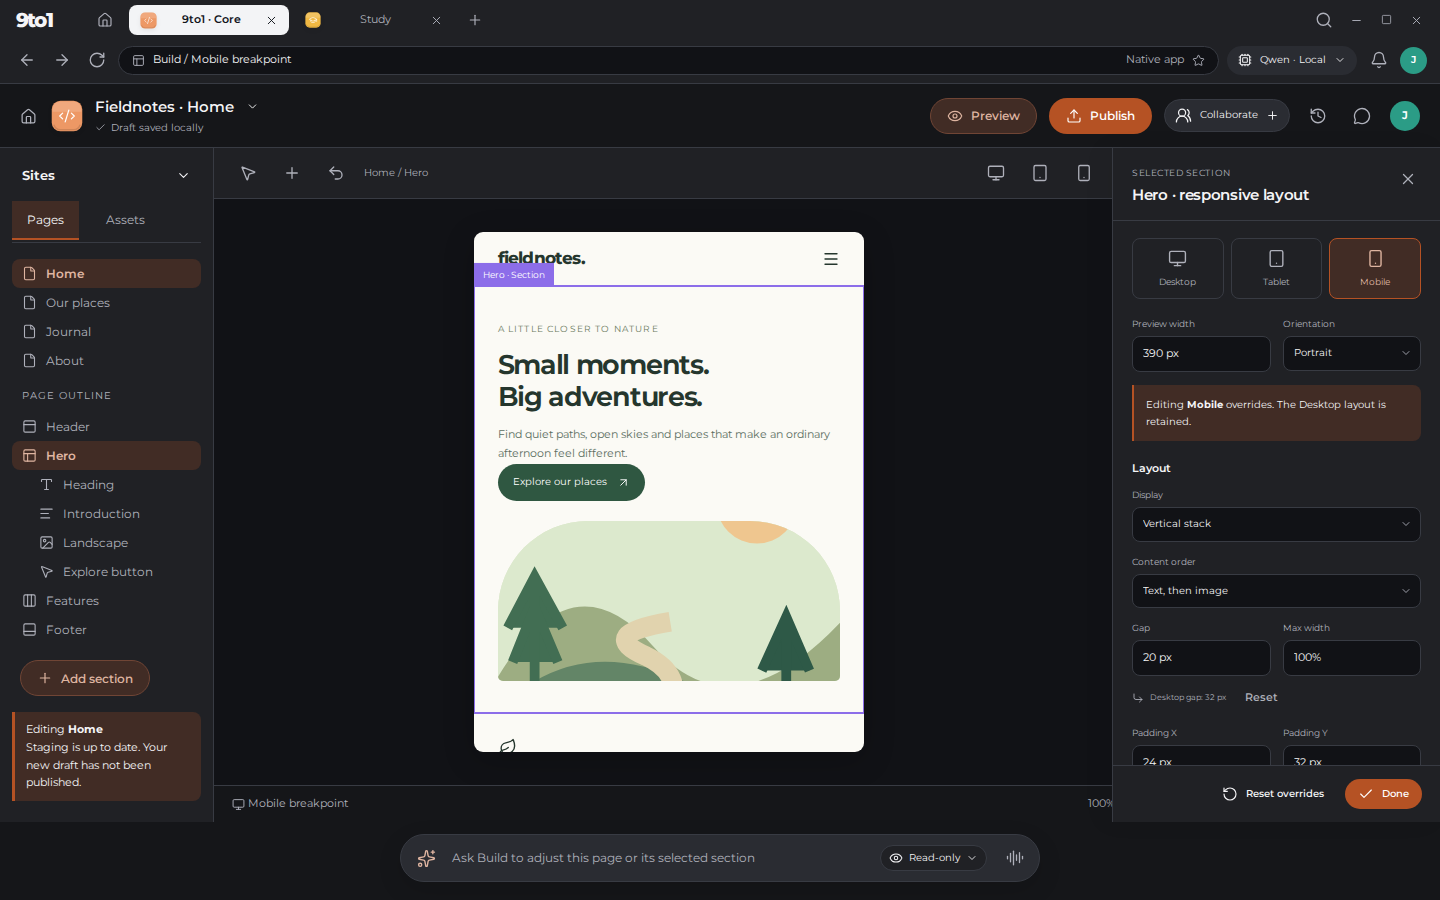 9to1
9to1 · Core
Study
Build / Mobile breakpoint
Native app
Qwen · Local
J
Fieldnotes · Home
Draft saved locally
Preview
Publish
Collaborate
J
Sites
Pages
Assets
Home
Our places
Journal
About
PAGE OUTLINE
Header
Hero
Heading
Introduction
Landscape
Explore button
Features
Footer
Add section
Editing Home
Staging is up to date. Your
new draft has not been
published.
Home / Hero
fieldnotes.
Hero · Section
A LITTLE CLOSER TO NATURE
Small moments.
Big adventures.
Find quiet paths, open skies and places that make an ordinary
afternoon feel different.
Explore our places
Mobile breakpoint
100%
SELECTED SECTION
Hero · responsive layout
Desktop
Tablet
Mobile
Preview width
Orientation
390 px
Portrait
Editing Mobile overrides. The Desktop layout is
retained.
Layout
Display
Vertical stack
Content order
Text, then image
Gap
Max width
20 px
100%
Desktop gap: 32 px
Reset
Padding X
Padding Y
24 px
32 px
Reset overrides
Done
Ask Build to adjust this page or its selected section
Read-only